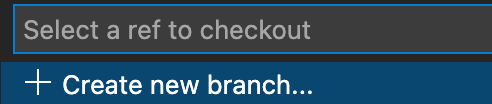 Select a ref to checkout
+ Create new branch...